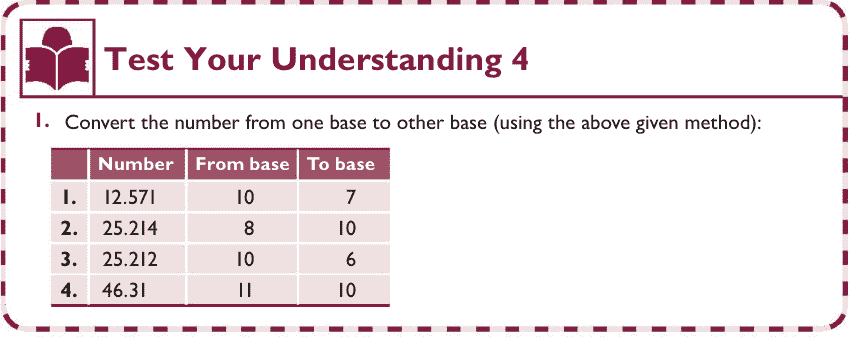 Test Your Understanding 4
1. Convert the number from one base to other base (using the above given method):
Number From base To base
1. 12.571 10 7
2. 25.214 8 10
3. 25.212 10 6
4. 46.31 11 10